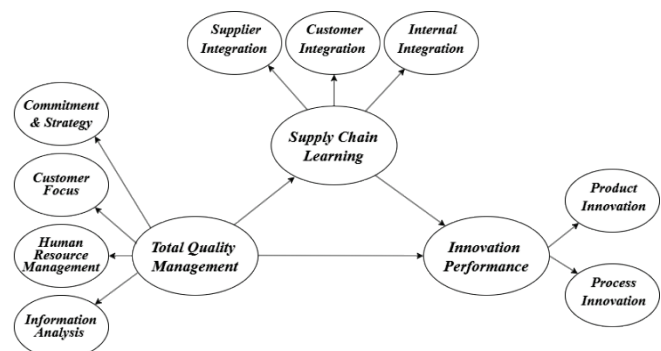 Supplier
Integration
Customer
Integration
Internal
Integration
Commitment
& Strategy
Supply Chain
Learning
Customer
Focus
Product
Innovation
Human
Resource
Management
Total Quality
Management
Innovation
Performance
Process
Innovation
Information
Analysis